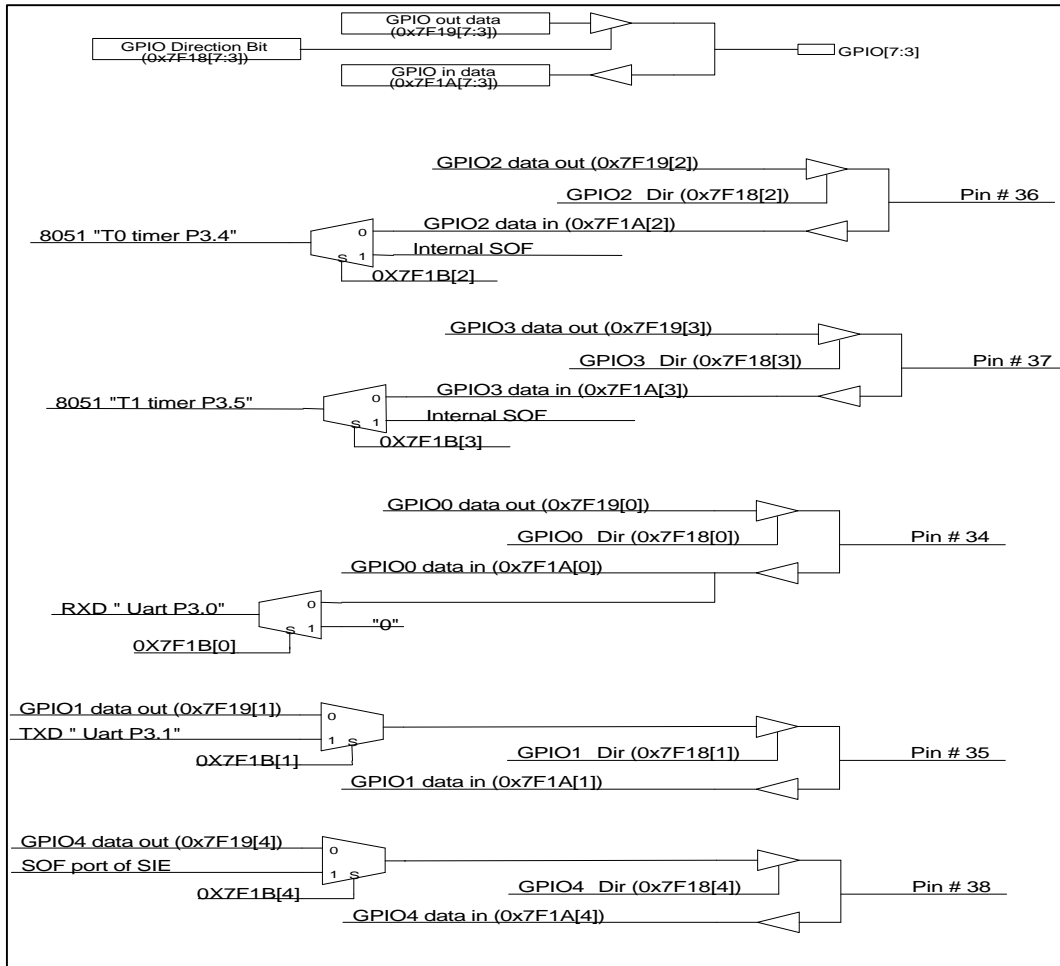 GPIO out data
(0x7F19[7:3])
GPIO Direction Bit
(0x7F18[7:3])
GPIO[7:3]
GPIO in data
(0x7F1A[7:3])
GPIO2 data out (0x7F19[2])
GPIO2 Dir (0x7F18[2])
Pin # 36
GPIO2 data in (0x7F1A[2])
8051 "T0 timer P3.4"
0
Internal SOF
S 1
0X7F1B[2]
GPIO3 data out (0x7F19[3])
GPIO3 Dir (0x7F18[3])
Pin # 37
GPIO3 data in (0x7F1A[3])
8051 "T1 timer P3.5"
0
Internal SOF
S 1
0X7F1B[3]
GPIO0 data out (0x7F19[0])
GPIO0 Dir (0x7F18[0])
Pin # 34
GPIO0 data in (0x7F1A[0])
RXD " Uart P3.0"
0
S 1
"0"
0X7F1B[0]
GPIO1 data out (0x7F19[1])
0
TXD " Uart P3.1"
1 S
0X7F1B[1]
GPIO1 Dir (0x7F18[1])
Pin # 35
GPIO1 data in (0x7F1A[1])
GPIO4 data out (0x7F19[4])
0
SOF port of SIE
1 S
0X7F1B[4]
GPIO4 Dir (0x7F18[4])
Pin # 38
GPIO4 data in (0x7F1A[4])